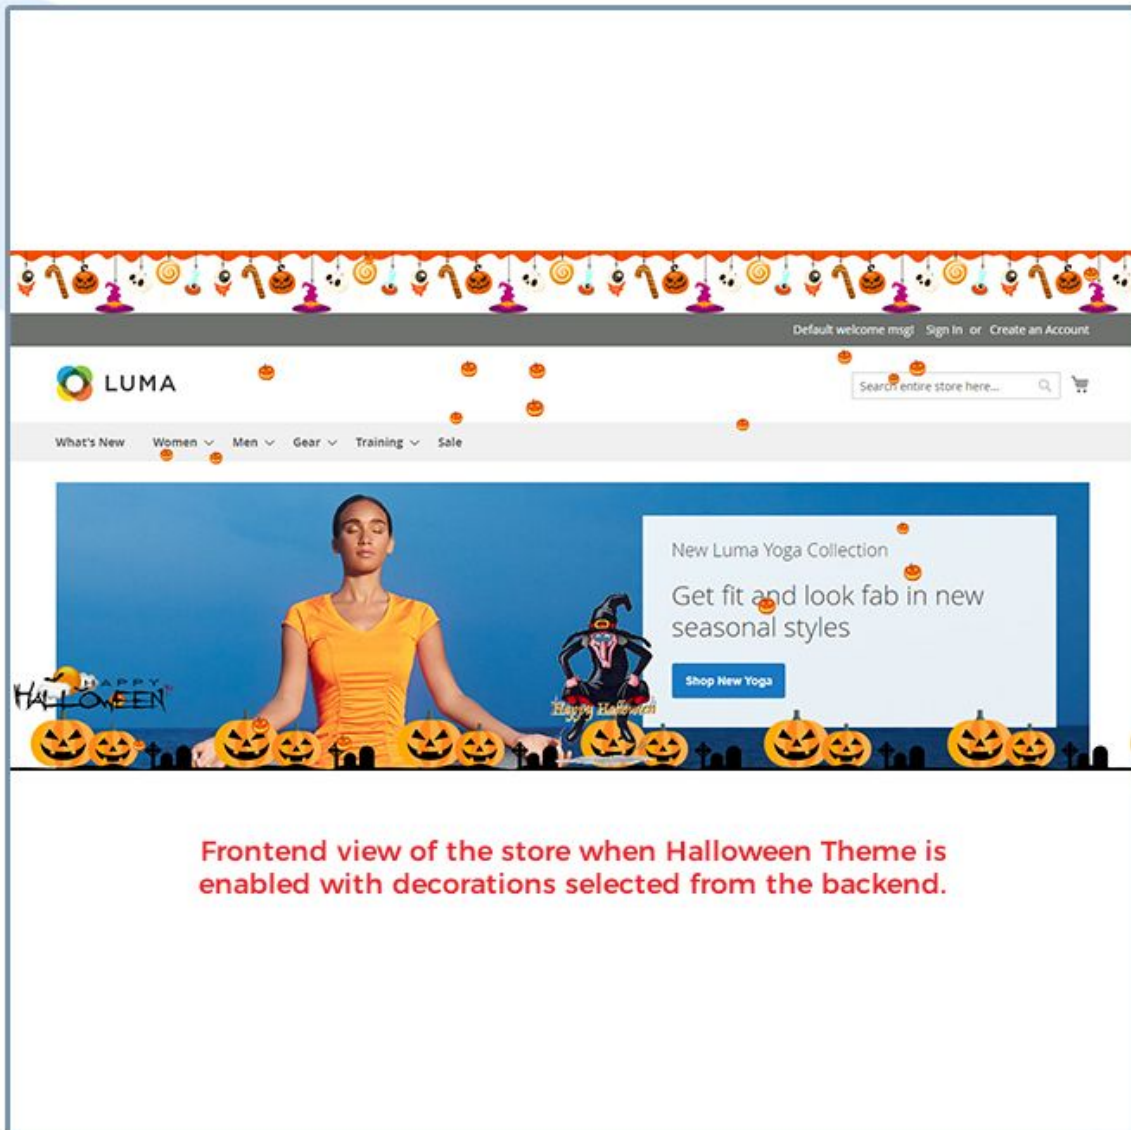 Default welcome msg! Sign In or Create an Account
LUMA
Search entire store here...
What's New Women Men Gear Training Sale
New Luma Yoga Collection
Get fit and look fab in new
seasonal styles
Shop New Yoga
HAPPY
HALLOWEEN
Happy Halloween
Frontend view of the store when Halloween Theme is
enabled with decorations selected from the backend.